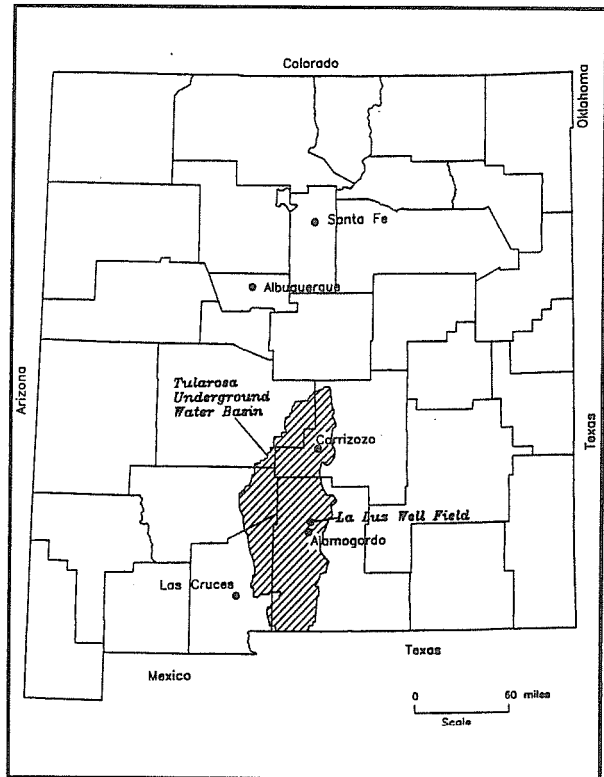 Colorado
Oklahoma
Santa Fe
Albuquerque
Arizona
Tularosa
Underground
Water Basin
Texas
Carrizozo
La Luz Well Field
Alamogordo
Las Cruces
Texas
Mexico
0 60 miles
Scale